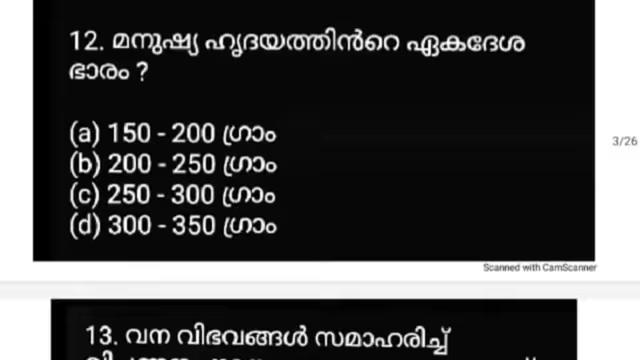 12. മനുഷ്യ ഹൃദയത്തിൻറെ ഏകദേശ
ഭാരം ?
(a) 150 - 200 ഗ്രാം
(b) 200 - 250 ഗ്രാം
(c) 250 - 300 ഗ്രാം
(d) 300 - 350 ഗ്രാം
3/26
Scanned with CamScanner
13. വന വിഭവങ്ങൾ സമാഹരിച്ച്